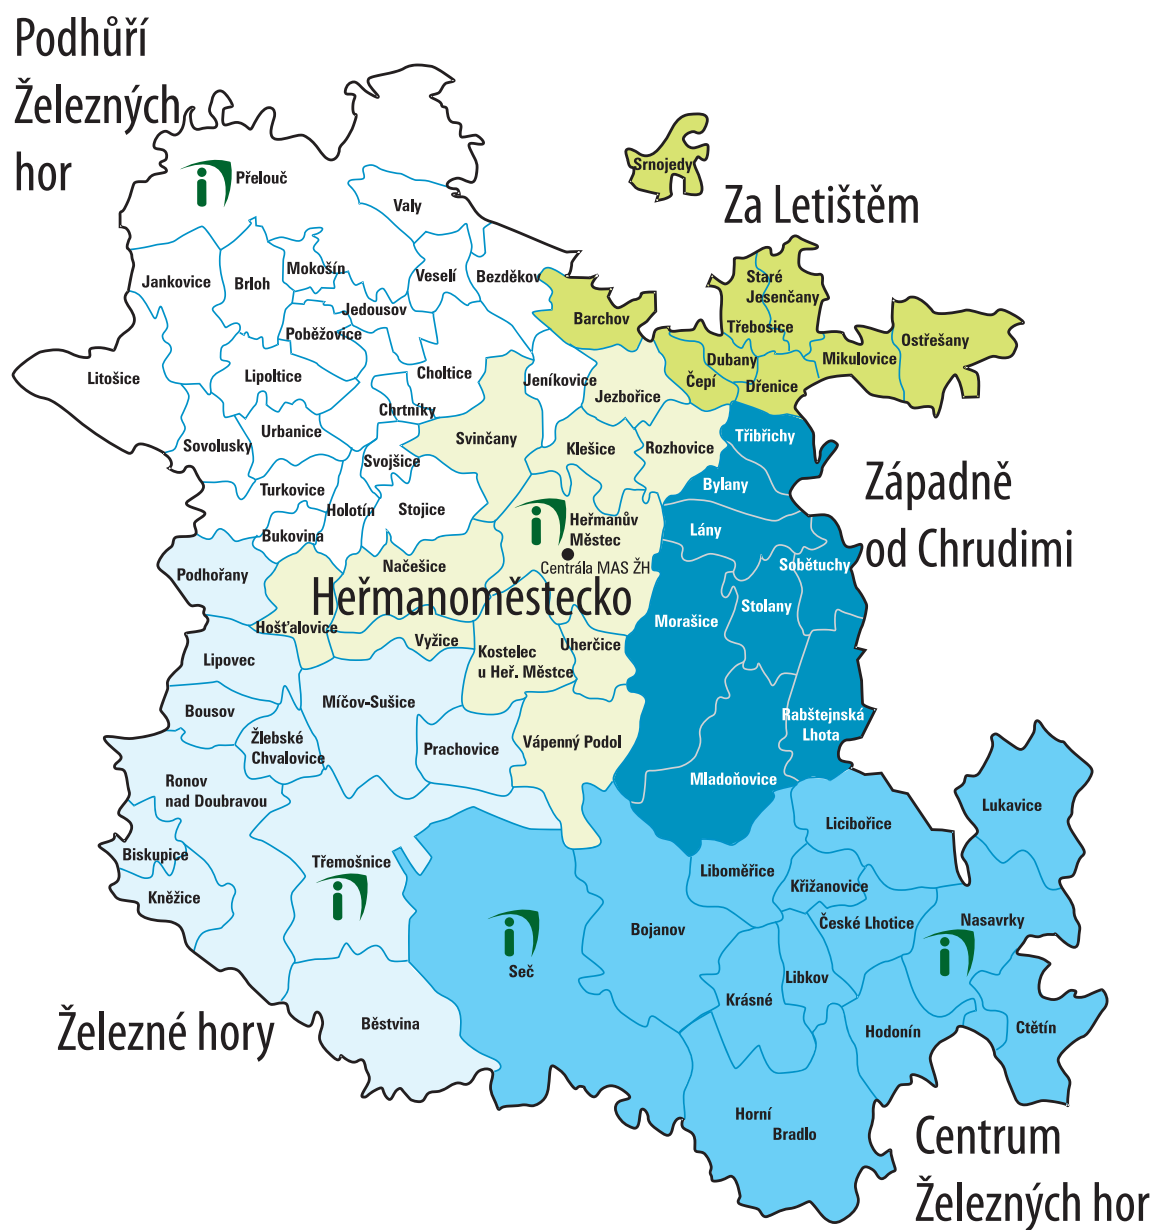 Podhůří
Železných
hor
Přelouč
Srnojedy
Za Letištěm
Valy
Jankovice
Brloh
Mokošín
Veselí
Bezděkov
Staré
Jesenčany
Jedousov
Poběžovice
Barchov
Třebosice
Ostřešany
Mikulovice
Dubany
Čepí
Dřenice
Litošice
Lipoltice
Choltice
Jeníkovice
Jezbořice
Chrtníky
Urbanice
Svinčany
Sovolusky
Svojšice
Klešice
Rozhovice
Třibřichy
Západně
od Chrudimi
Turkovice
Holotín
Stojice
Bylany
Bukovina
Heřmanův
Městec
Centrála MAS ŽH
Lány
Sobětuchy
Podhořany
Načešice
Heřmanoměstecko
Stolany
Morašice
Hošťalovice
Vyžice
Kostelec
u Heř. Městce
Uherčice
Lipovec
Míčov-Sušice
Bousov
Žlebské
Chvalovice
Prachovice
Vápenný Podol
Rabštejnská
Lhota
Ronov
nad Doubravou
Mladoňovice
Lukavice
Licibořice
Biskupice
Třemošnice
Kněžice
Liboměřice
Křižanovice
České Lhotice
Nasavrky
Bojanov
Seč
Libkov
Krásné
Železné hory
Běstvina
Hodonín
Ctětín
Horní
Bradlo
Centrum
Železných hor